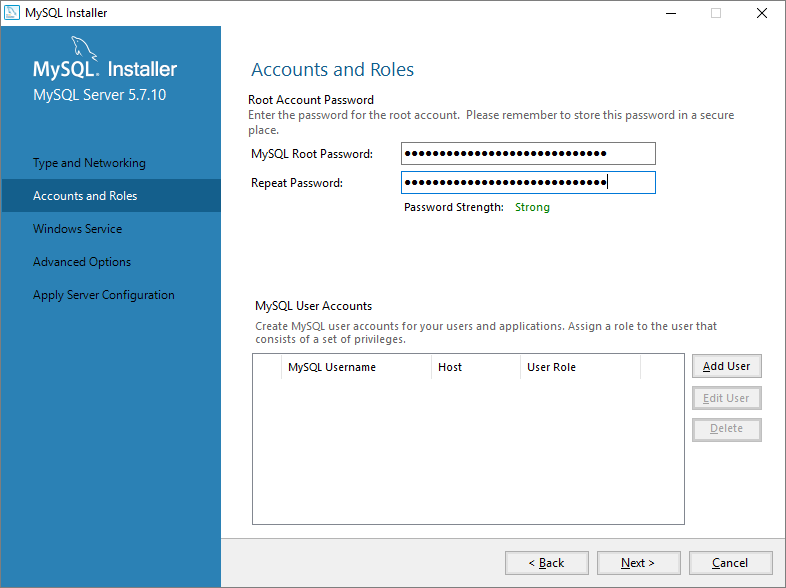 MySQL Installer
MySQL. Installer
MySQL Server 5.7.10
Type and Networking
Accounts and Roles
Windows Service
Advanced Options
Apply Server Configuration
Accounts and Roles
Root Account Password
Enter the password for the root account.  Please remember to store this password in a secure
place.
MySQL Root Password: ●●●●●●●●●●●●●●●●●●●●●●●●●●●●●
Repeat Password: ●●●●●●●●●●●●●●●●●●●●●●●●●●●●●
Password Strength: Strong
MySQL User Accounts
Create MySQL user accounts for your users and applications. Assign a role to the user that
consists of a set of privileges.
MySQL Username Host User Role
Add User
Edit User
Delete
< Back Next > Cancel